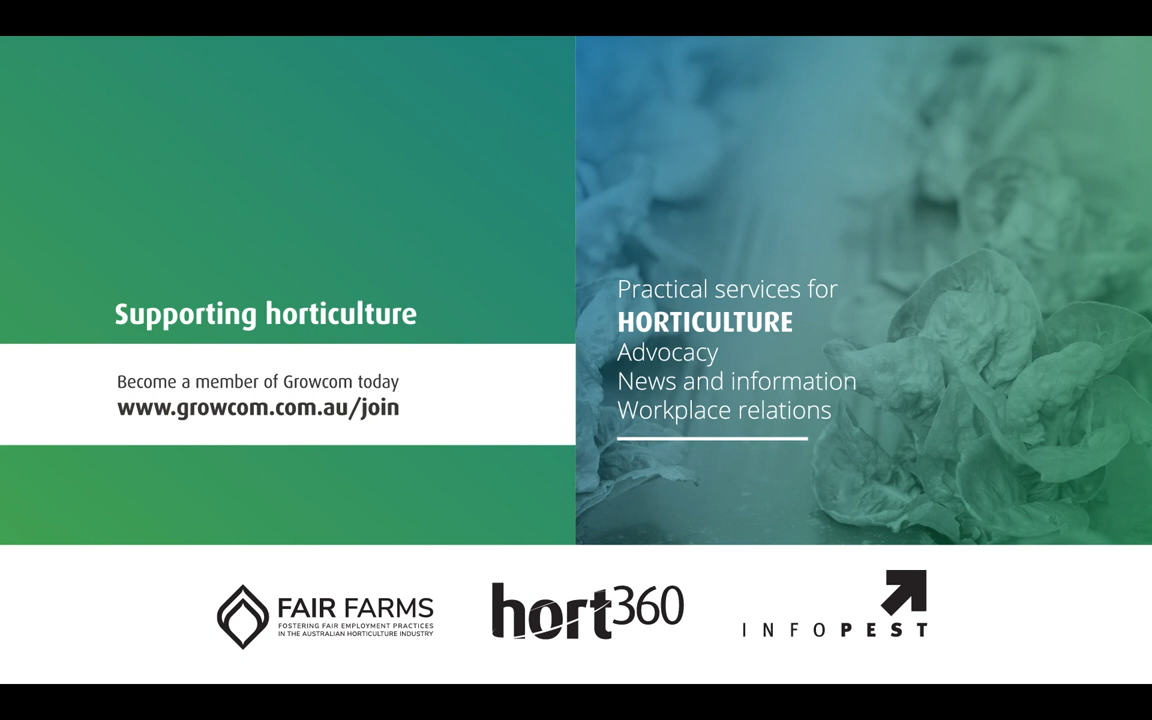 Supporting horticulture
Become a member of Growcom today
www.growcom.com.au/join
Practical services for
HORTICULTURE
Advocacy
News and information
Workplace relations
FAIR FARMS
FOSTERING FAIR EMPLOYMENT PRACTICES
IN THE AUSTRALIAN HORTICULTURE INDUSTRY
hort360
INFOPEST